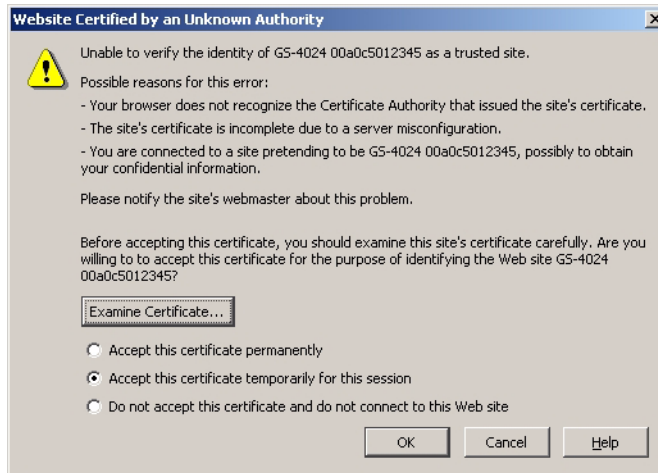 Website Certified by an Unknown Authority
Unable to verify the identity of GS-4024 00a0c5012345 as a trusted site.
Possible reasons for this error:
- Your browser does not recognize the Certificate Authority that issued the site's certificate.
- The site's certificate is incomplete due to a server misconfiguration.
- You are connected to a site pretending to be GS-4024 00a0c5012345, possibly to obtain
your confidential information.
Please notify the site's webmaster about this problem.
Before accepting this certificate, you should examine this site's certificate carefully. Are you
willing to to accept this certificate for the purpose of identifying the Web site GS-4024
00a0c5012345?
Examine Certificate...
Accept this certificate permanently
Accept this certificate temporarily for this session
Do not accept this certificate and do not connect to this Web site
OK Cancel Help